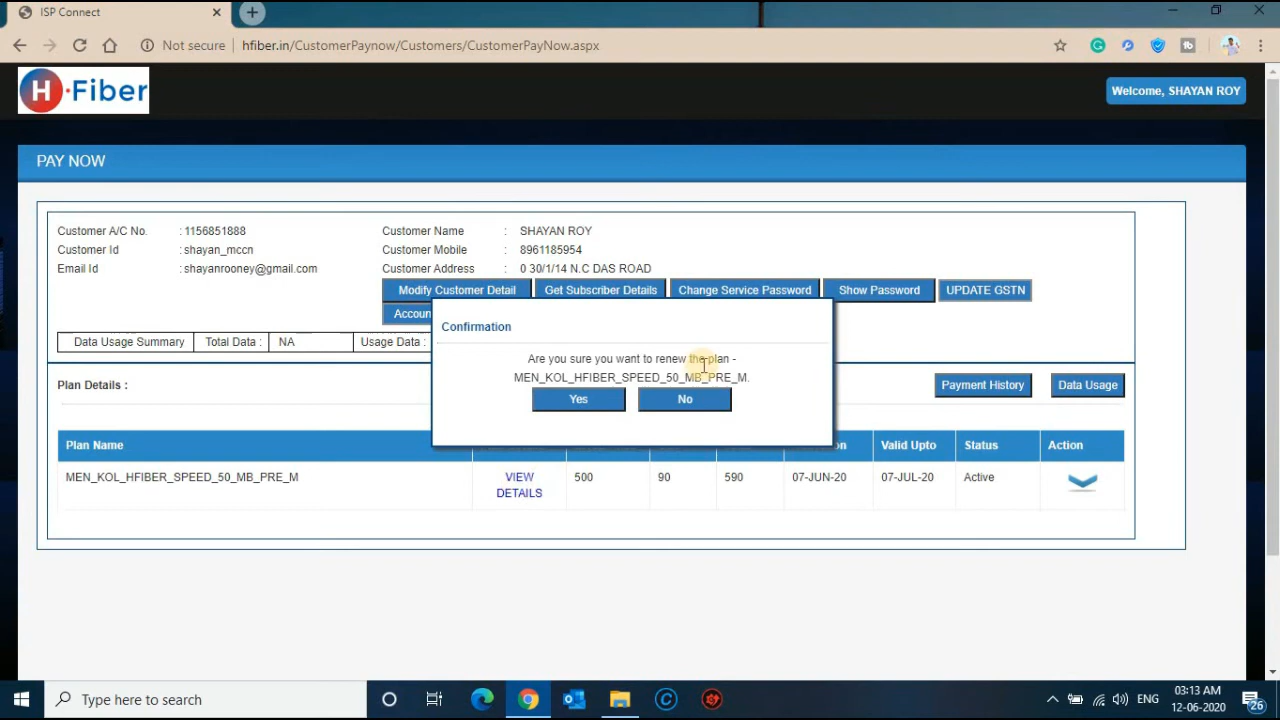 ISP Connect
Not secure
hfiber.in/CustomerPaynow/Customers/CustomerPayNow.aspx
H·Fiber
Welcome, SHAYAN ROY
PAY NOW
Customer A/C No. : 1156851888 Customer Name : SHAYAN ROY
Customer Id : shayan_mccn Customer Mobile : 8961185954
Email Id : shayanrooney@gmail.com Customer Address : 0 30/1/14 N.C DAS ROAD
Modify Customer Detail Get Subscriber Details Change Service Password Show Password UPDATE GSTN
Accoun
Confirmation
Data Usage Summary Total Data : NA Usage Data :
Are you sure you want to renew the plan -
MEN_KOL_HFIBER_SPEED_50_MB_PRE_M.
Yes No
Plan Details : Payment History Data Usage
Plan Name on Valid Upto Status Action
MEN_KOL_HFIBER_SPEED_50_MB_PRE_M VIEW DETAILS 500 90 590 07-JUN-20 07-JUL-20 Active
Type here to search
ENG
03:13 AM
12-06-2020
26